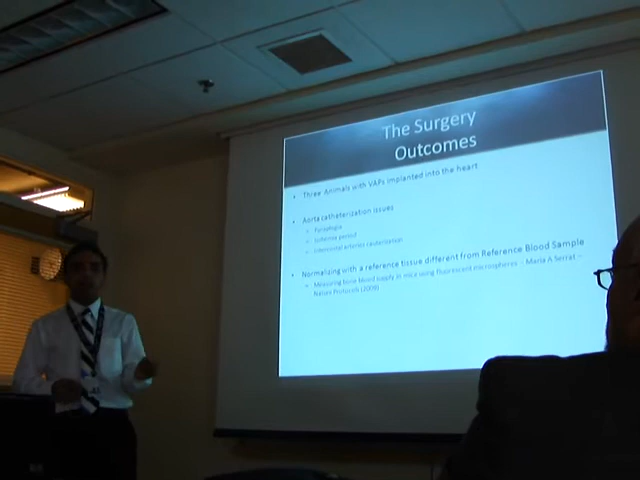 The Surgery
Outcomes
Three Animals with VAPs implanted into the heart
Aorta catheterization issues
Paraplegia
Ischemia period
Intercostal arteries cauterization
Normalizing with a reference tissue different from Reference Blood Sample
Measuring bone blood supply in mice using fluorescent microspheres - Maria A Serrat -
Nature Protocols (2009)